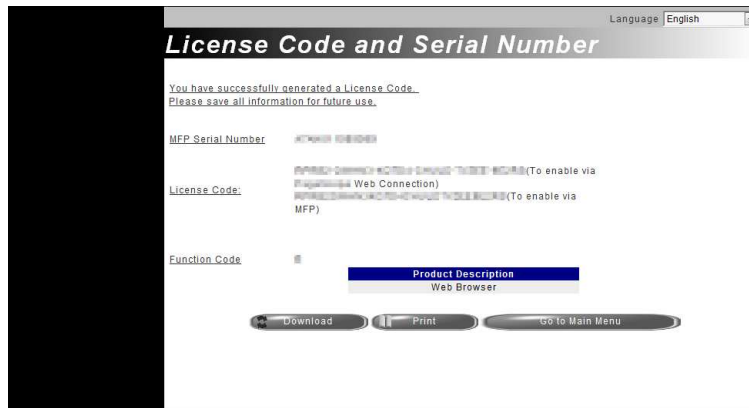 Language English
License Code and Serial Number
You have successfully generated a License Code.
Please save all information for future use.
MFP Serial Number
(To enable via
License Code: Web Connection)
(To enable via
MFP)
Function Code
Product Description
Web Browser
Download Print Go to Main Menu